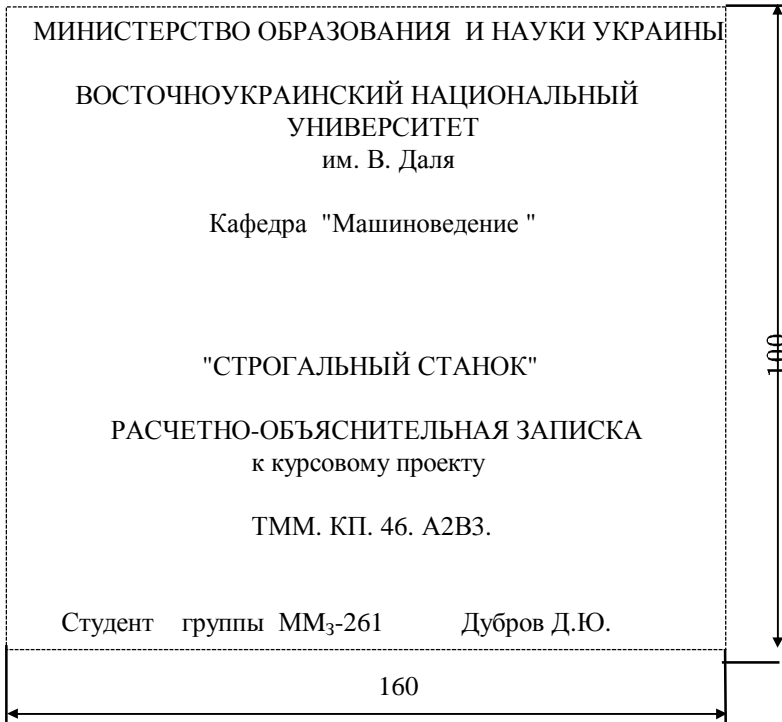 МИНИСТЕРСТВО ОБРАЗОВАНИЯ И НАУКИ УКРАИНЫ
ВОСТОЧНОУКРАИНСКИЙ НАЦИОНАЛЬНЫЙ
УНИВЕРСИТЕТ
им. В. Даля
Кафедра "Машиноведение "
"СТРОГАЛЬНЫЙ СТАНОК"
100
РАСЧЕТНО-ОБЪЯСНИТЕЛЬНАЯ ЗАПИСКА
к курсовому проекту
ТММ. КП. 46. А2В3.
Студент группы ММ₃-261 Дубров Д.Ю.
160